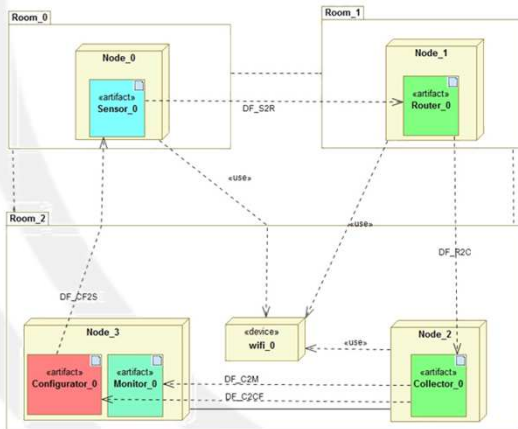 Room_0
Room_1
Node_0
Node_1
«artifact»
Sensor_0
«artifact»
Router_0
DF_S2R
«use»
«use»
Room_2
DF_R2C
DF_CF2S
«device»
wifi_0
Node_3
Node_2
«use»
«artifact»
Configurator_0
«artifact»
Monitor_0
«artifact»
Collector_0
DF_C2M
DF_C2CF